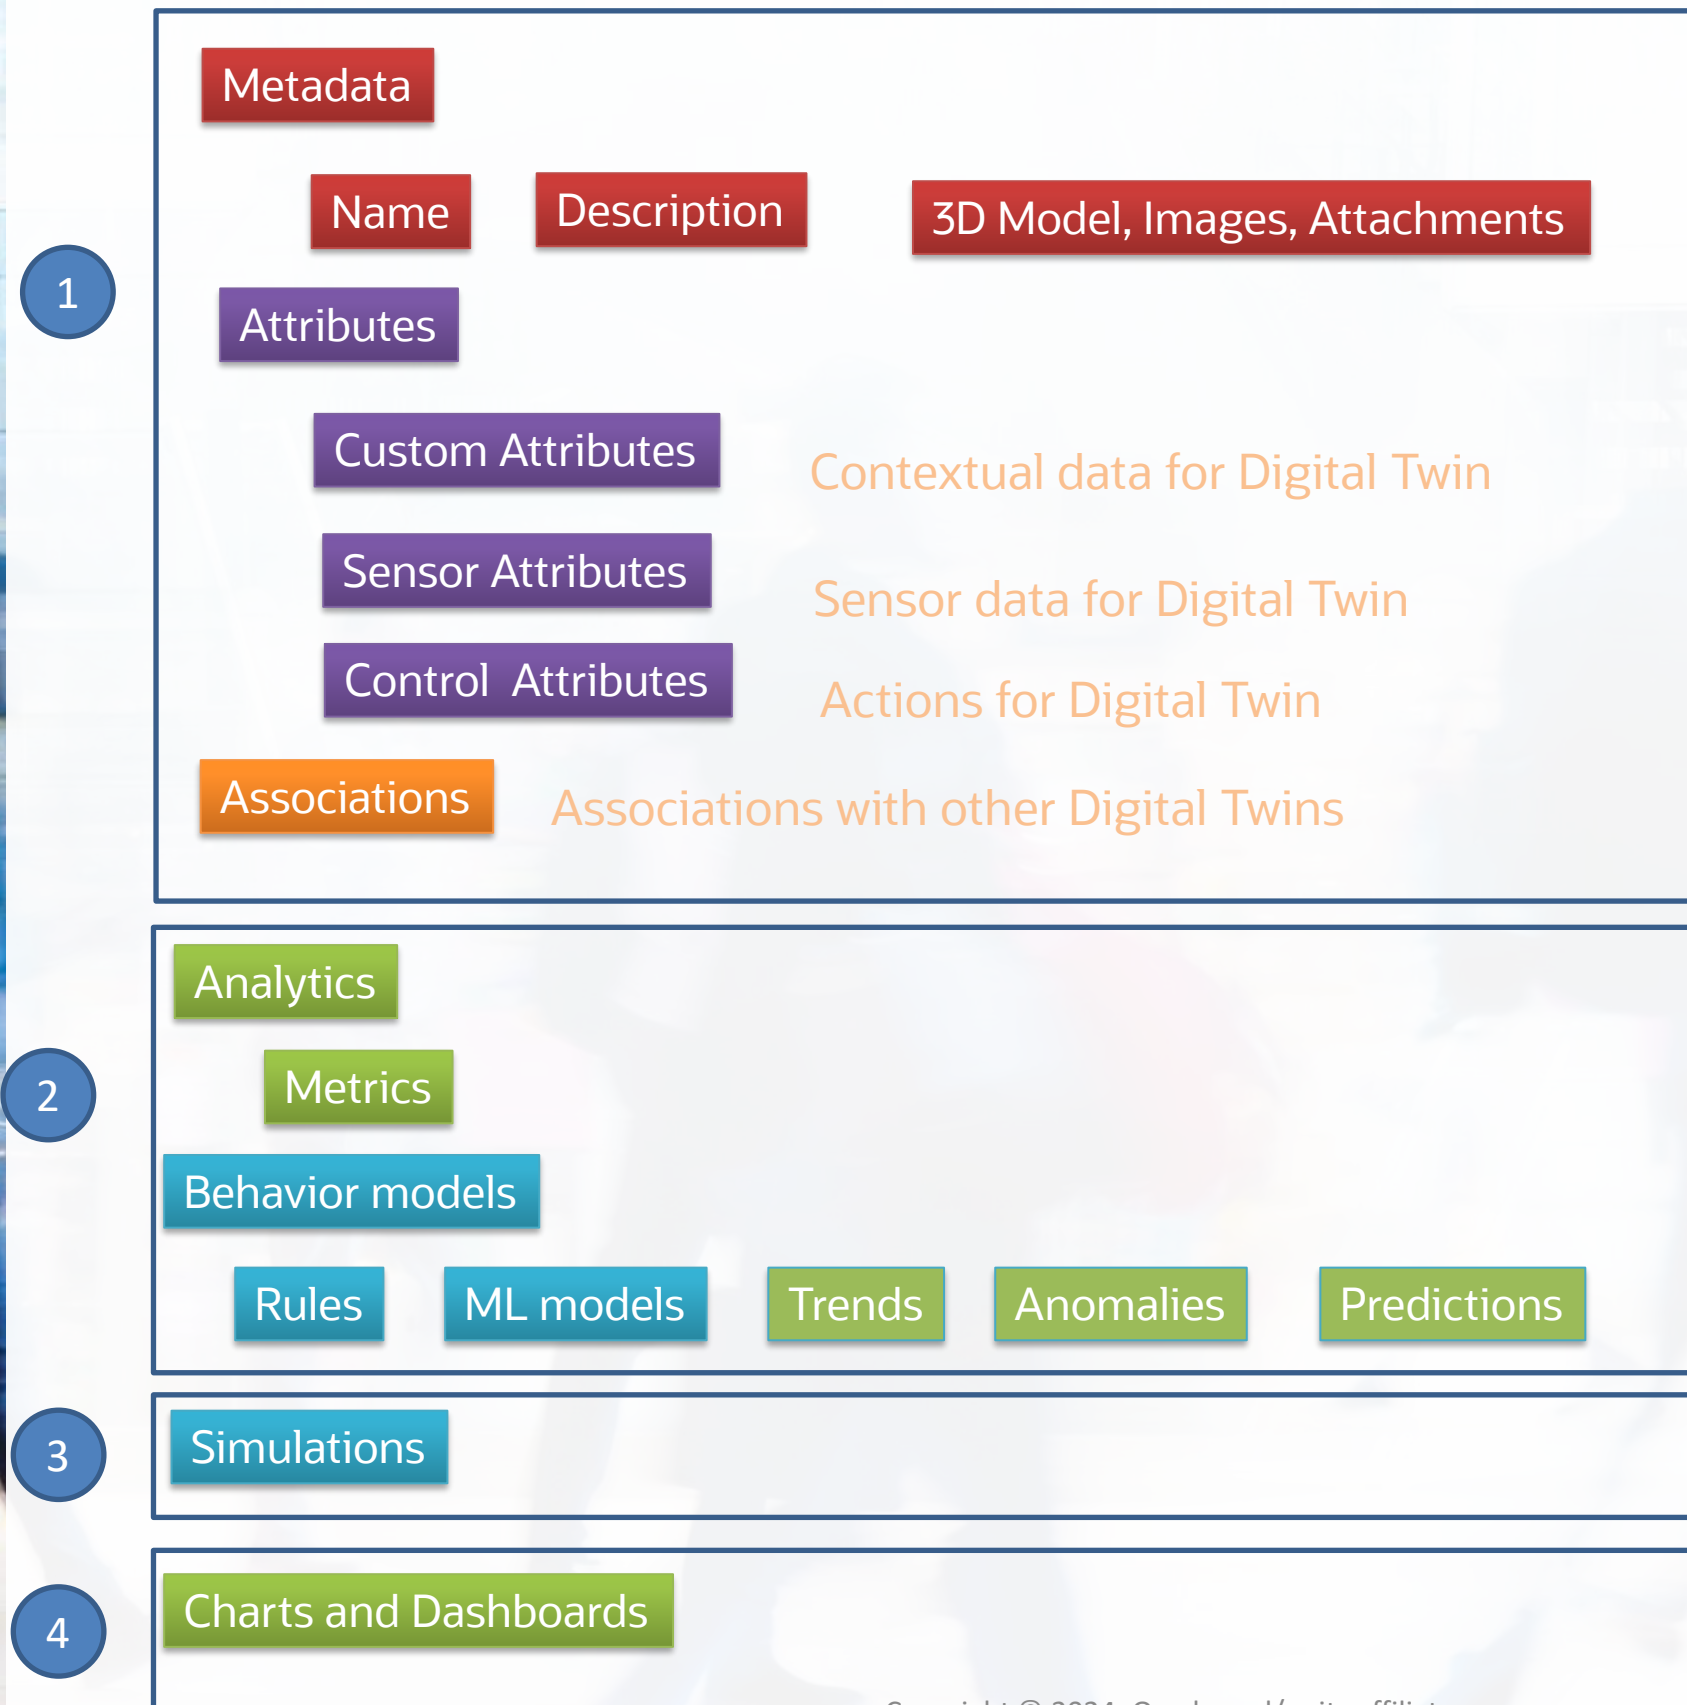 Metadata
Name Description 3D Model, Images, Attachments
1
Attributes
Custom Attributes Contextual data for Digital Twin
Sensor Attributes Sensor data for Digital Twin
Control Attributes Actions for Digital Twin
Associations Associations with other Digital Twins
Analytics
2
Metrics
Behavior models
Rules ML models Trends Anomalies Predictions
3
Simulations
4
Charts and Dashboards